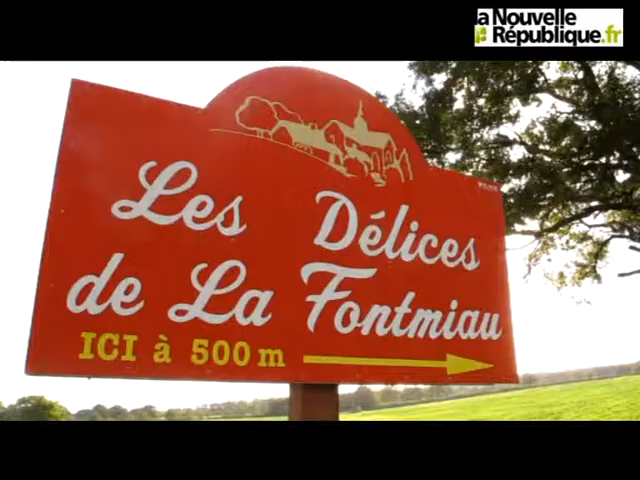 la Nouvelle
République.fr
Les Délices
de La Fontmiau
ICI à 500 m